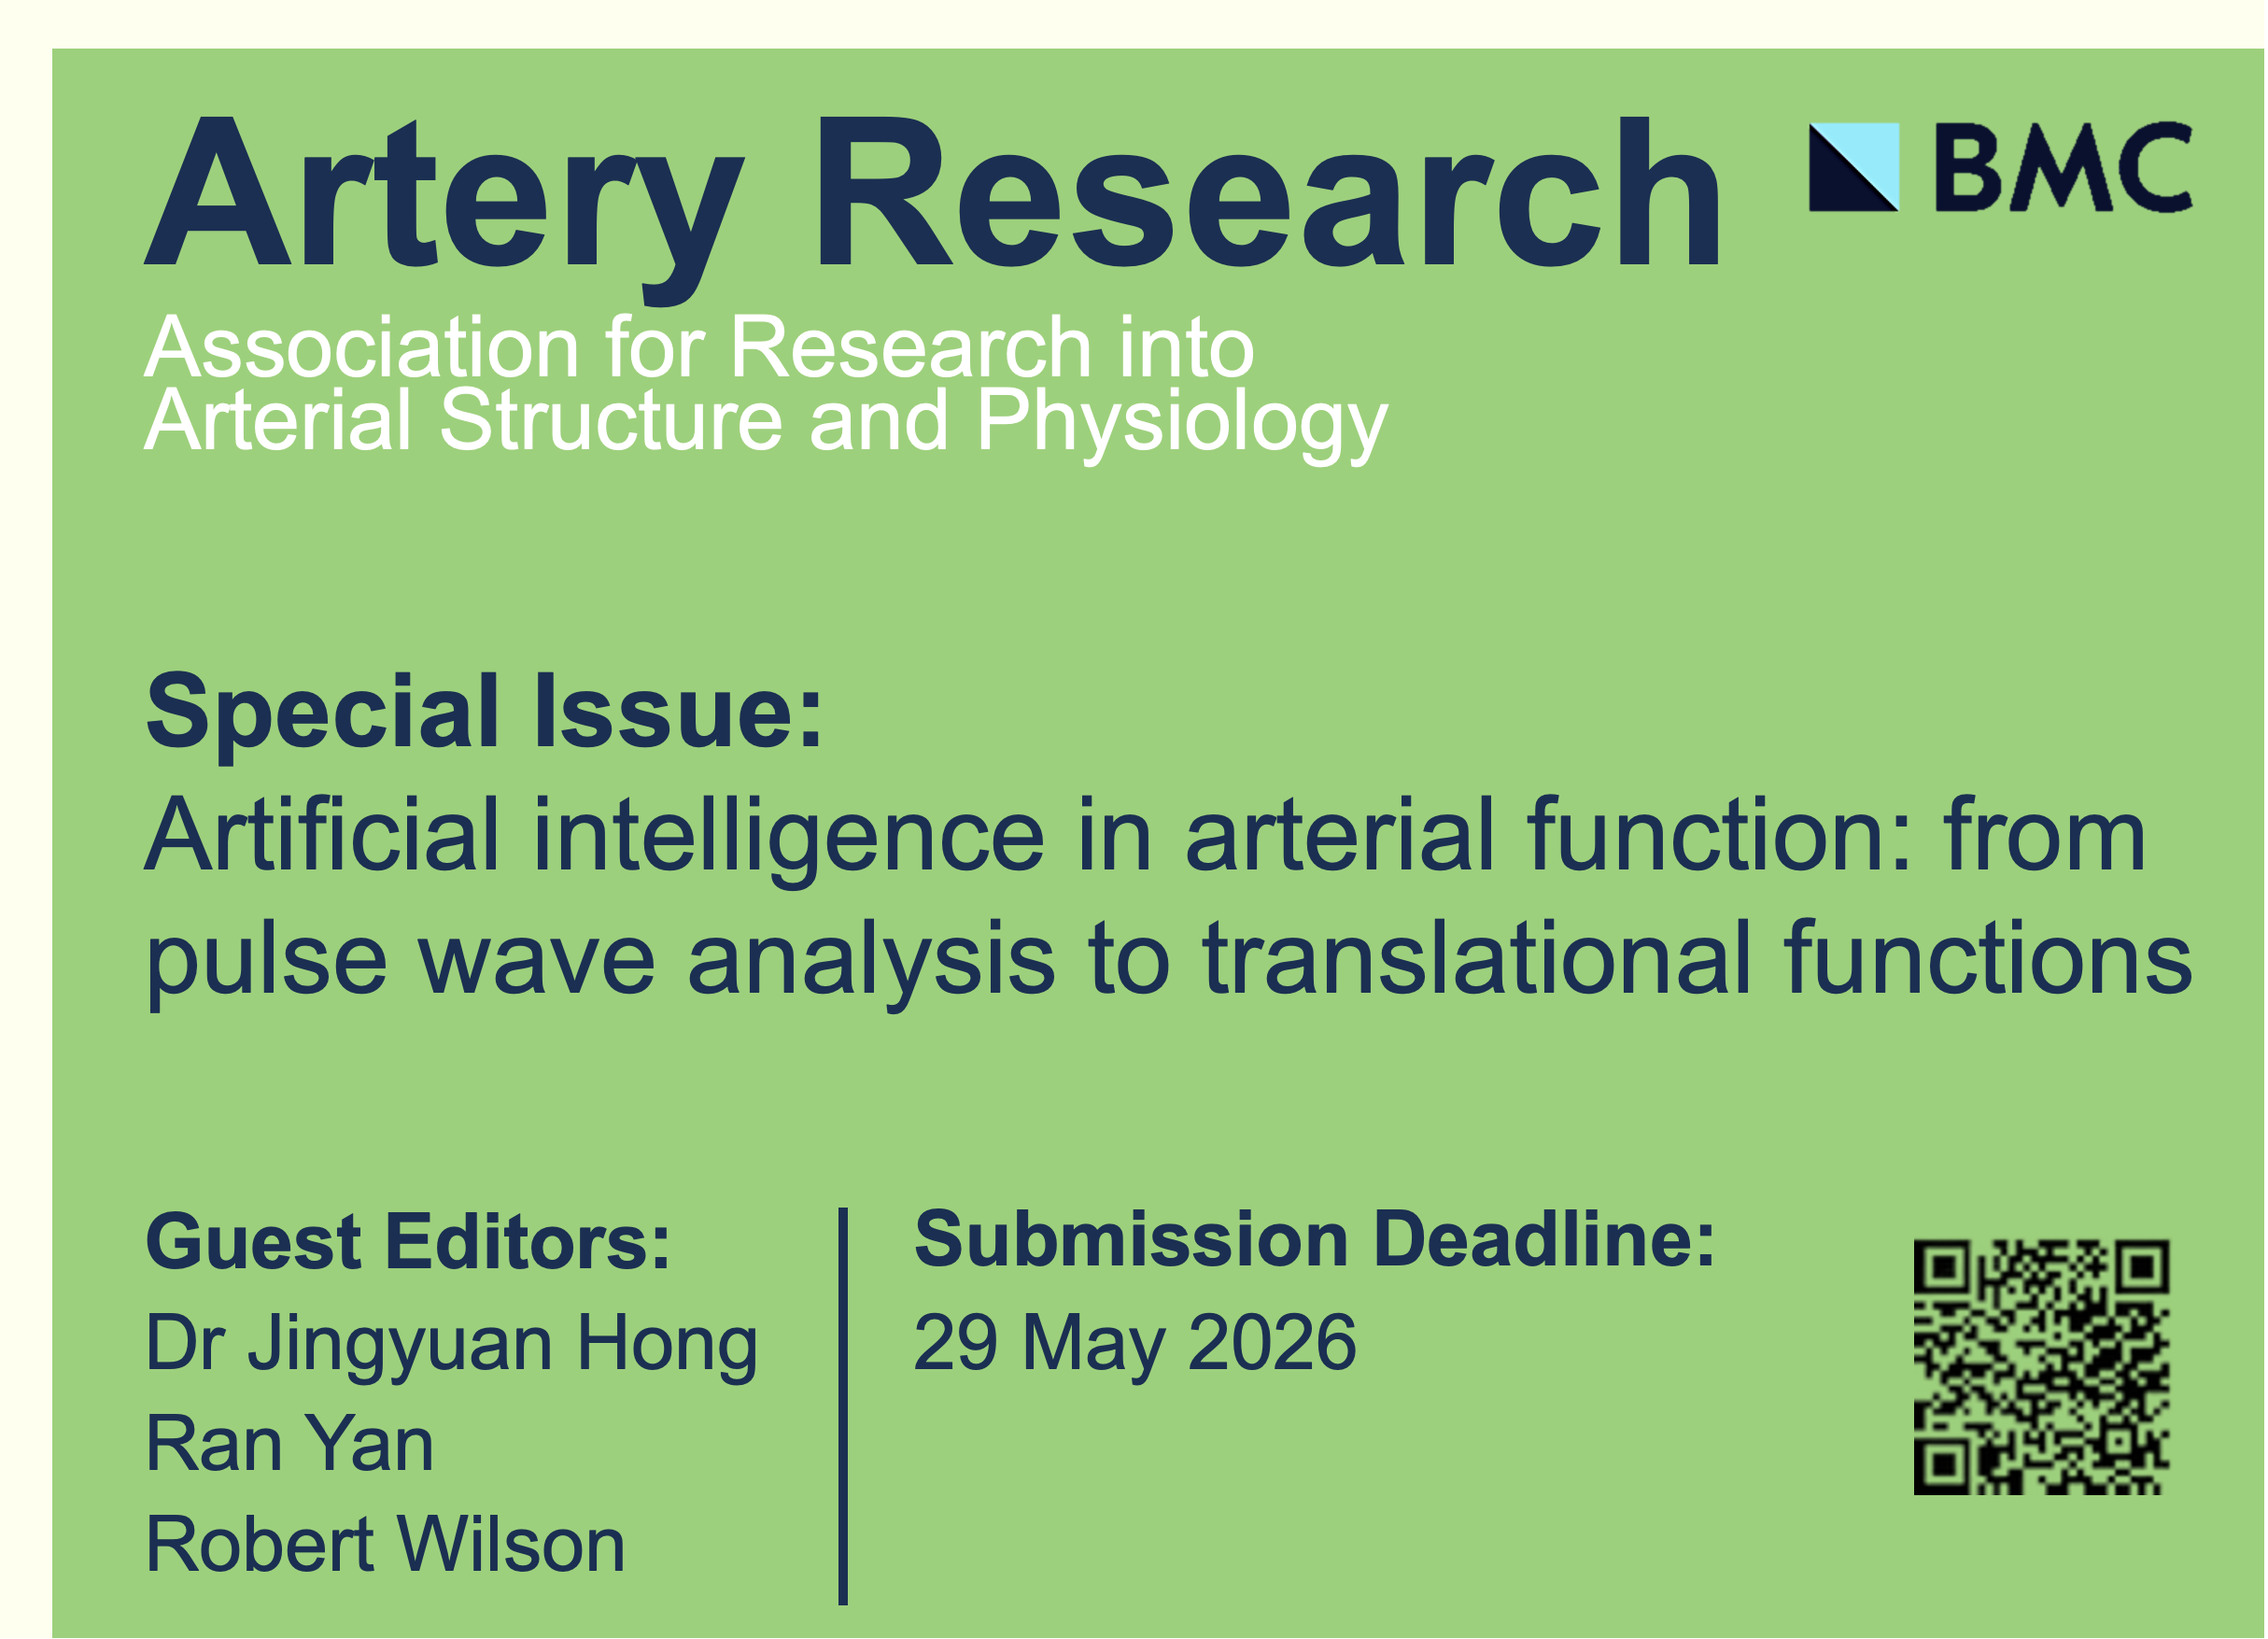 Artery Research
BMC
Association for Research into
Arterial Structure and Physiology
Special Issue:
Artificial intelligence in arterial function: from
pulse wave analysis to translational functions
Guest Editors:
Dr Jingyuan Hong
Ran Yan
Robert Wilson
Submission Deadline:
29 May 2026